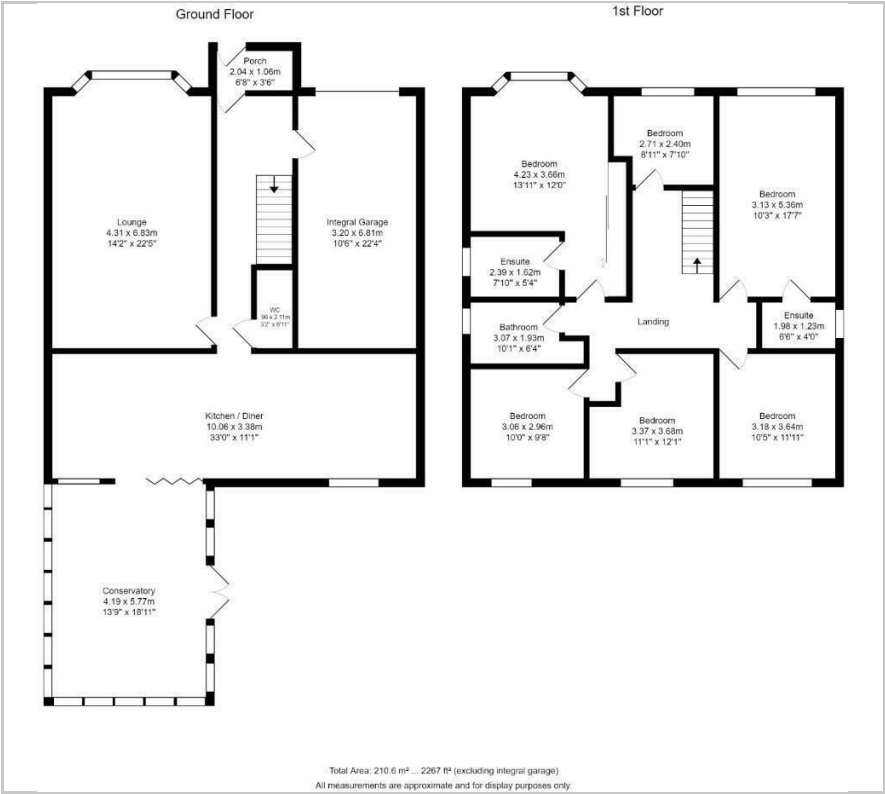 Ground Floor
1st Floor
Porch
2.04 x 1.06m
6'8" x 3'6"
Lounge
4.31 x 6.83m
14'2" x 22'5"
Integral Garage
3.20 x 6.81m
10'6" x 22'4"
WC
.96 x 2.11m
3'2" x 6'11"
Kitchen / Diner
10.06 x 3.38m
33'0" x 11'1"
Conservatory
4.19 x 5.77m
13'9" x 18'11"
Bedroom
4.23 x 3.66m
13'11" x 12'0"
Bedroom
2.71 x 2.40m
8'11" x 7'10"
Bedroom
3.13 x 5.36m
10'3" x 17'7"
Ensuite
2.39 x 1.62m
7'10" x 5'4"
Bathroom
3.07 x 1.93m
10'1" x 6'4"
Landing
Ensuite
1.98 x 1.23m
6'6" x 4'0"
Bedroom
3.06 x 2.96m
10'0" x 9'8"
Bedroom
3.37 x 3.68m
11'1" x 12'1"
Bedroom
3.18 x 3.64m
10'5" x 11'11"
Total Area: 210.6 m² ... 2267 ft² (excluding integral garage)
All measurements are approximate and for display purposes only.